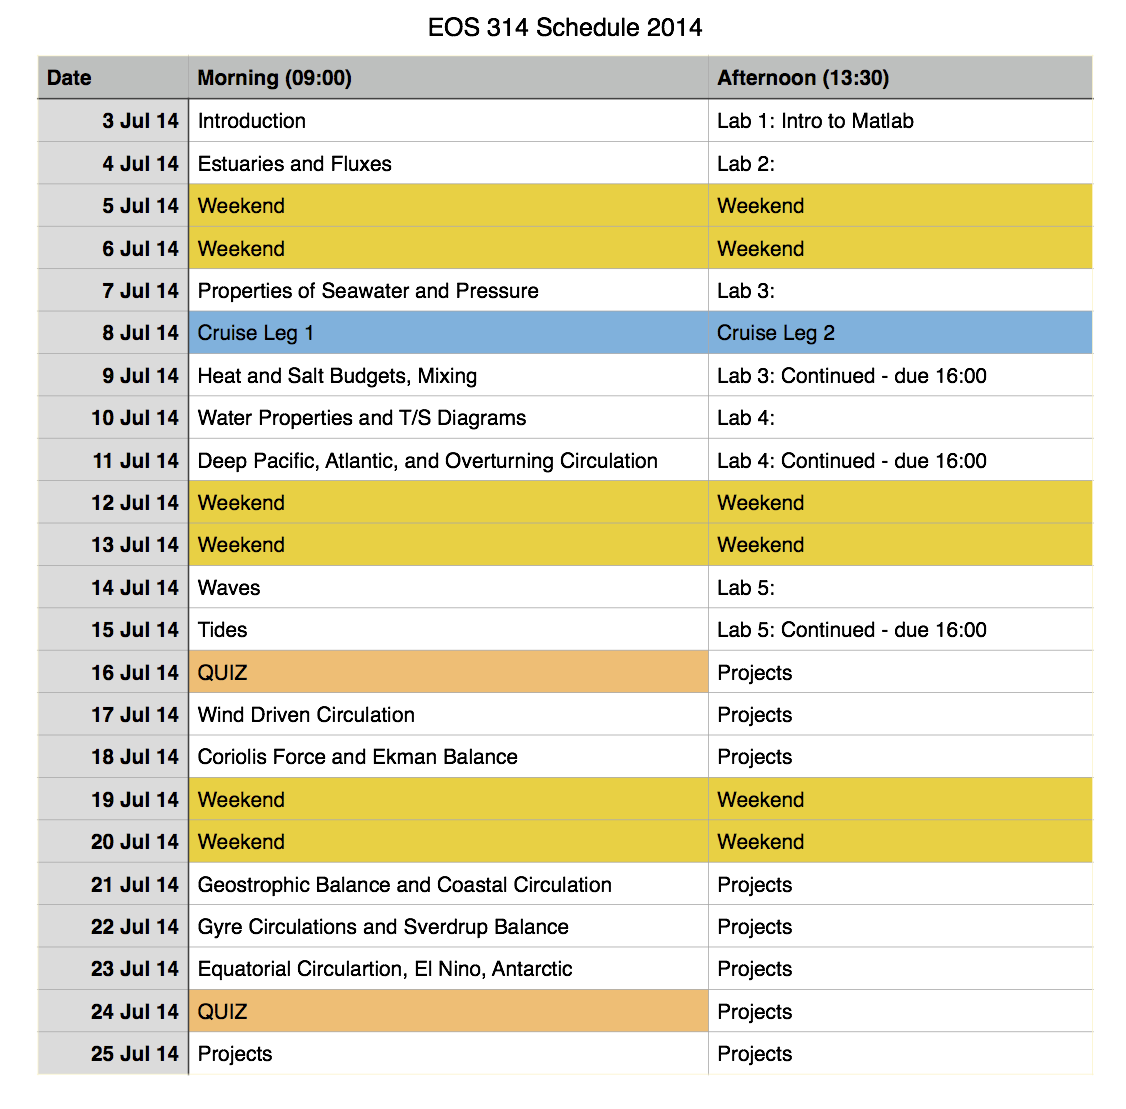 EOS 314 Schedule 2014
Date Morning (09:00) Afternoon (13:30)
3 Jul 14 Introduction Lab 1: Intro to Matlab
4 Jul 14 Estuaries and Fluxes Lab 2:
5 Jul 14 Weekend Weekend
6 Jul 14 Weekend Weekend
7 Jul 14 Properties of Seawater and Pressure Lab 3:
8 Jul 14 Cruise Leg 1 Cruise Leg 2
9 Jul 14 Heat and Salt Budgets, Mixing Lab 3: Continued - due 16:00
10 Jul 14 Water Properties and T/S Diagrams Lab 4:
11 Jul 14 Deep Pacific, Atlantic, and Overturning Circulation Lab 4: Continued - due 16:00
12 Jul 14 Weekend Weekend
13 Jul 14 Weekend Weekend
14 Jul 14 Waves Lab 5:
15 Jul 14 Tides Lab 5: Continued - due 16:00
16 Jul 14 QUIZ Projects
17 Jul 14 Wind Driven Circulation Projects
18 Jul 14 Coriolis Force and Ekman Balance Projects
19 Jul 14 Weekend Weekend
20 Jul 14 Weekend Weekend
21 Jul 14 Geostrophic Balance and Coastal Circulation Projects
22 Jul 14 Gyre Circulations and Sverdrup Balance Projects
23 Jul 14 Equatorial Circulartion, El Nino, Antarctic Projects
24 Jul 14 QUIZ Projects
25 Jul 14 Projects Projects